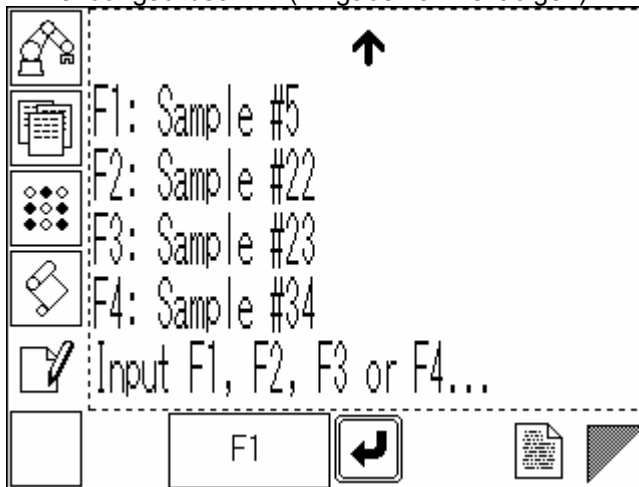 F1: Sample #5
F2: Sample #22
F3: Sample #23
F4: Sample #34
Input F1, F2, F3 or F4...
F1